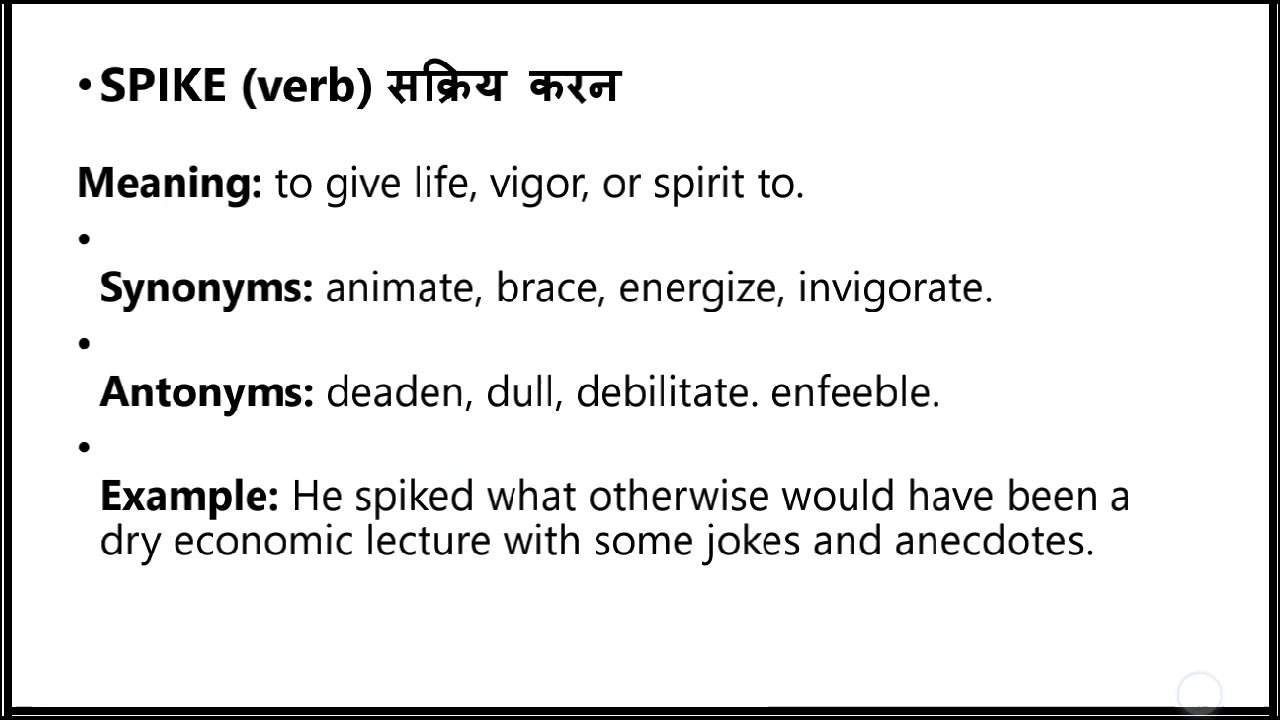 • SPIKE (verb) सक्रिय करन
Meaning: to give life, vigor, or spirit to.
•
Synonyms: animate, brace, energize, invigorate.
•
Antonyms: deaden, dull, debilitate. enfeeble.
•
Example: He spiked what otherwise would have been a
dry economic lecture with some jokes and anecdotes.